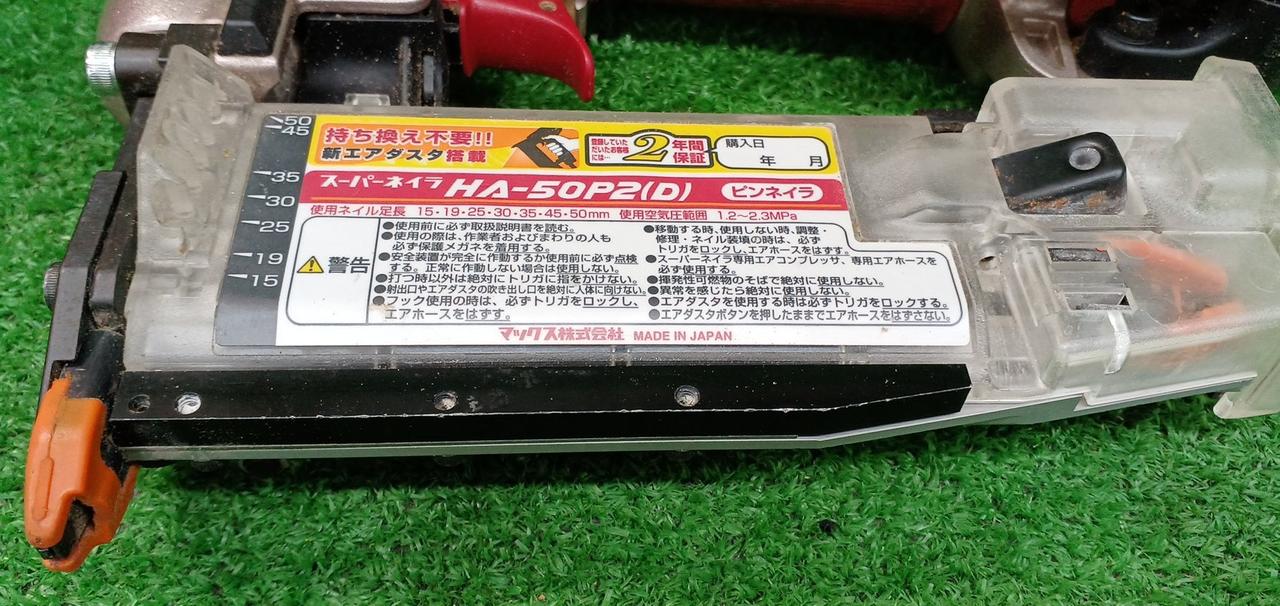 50
45
35
30
25
19
15
持ち換え不要!!
新エアダスタ搭載
登録していた
だいたお客様
には…
2年間
保証
購入日
年 月
スーパーネイラ HA-50P2(D) ピンネイラ
使用ネイル足長 15・19・25・30・35・45・50mm 使用空気圧範囲 1.2~2.3MPa
警告
●使用前に必ず取扱説明書を読む。
●使用の際は、作業者およびまわりの人も
必ず保護メガネを着用する。
●安全装置が完全に作動するか使用前に必ず点検
する。正常に作動しない場合は使用しない。
●打つ時以外は絶対にトリガに指をかけない。
●射出口やエアダスタの吹き出し口を絶対に人体に向けない。
●フック使用の時は、必ずトリガをロックし、
エアホースをはずす。
●移動する時、使用しない時、調整・
修理・ネイル装填の時は、必ず
トリガをロックし、エアホースをはずす。
●スーパーネイラ専用エアコンプレッサ、専用エアホースを
必ず使用する。
●揮発性可燃物のそばで絶対に使用しない。
●異常を感じたら絶対に使用しない。
●エアダスタを使用する時は必ずトリガをロックする。
●エアダスタボタンを押したままでエアホースをはずさない。
マックス株式会社 MADE IN JAPAN